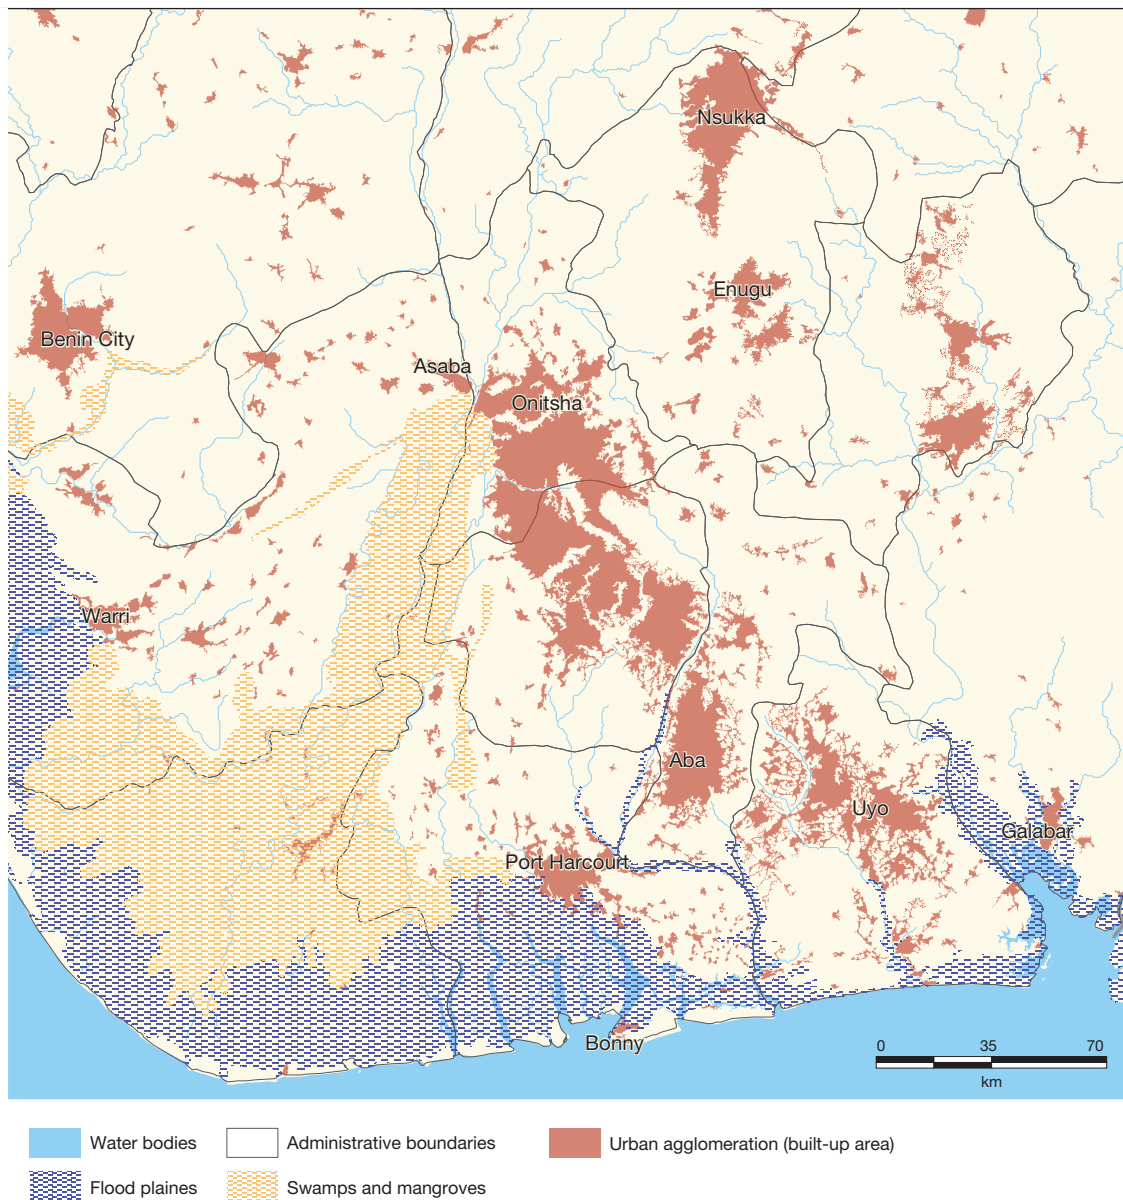 Nsukka
Enugu
Benin City
Asaba
Onitsha
Warri
Aba
Uyo
Galabar
Port Harcourt
Bonny
0 35 70
km
Water bodies
Administrative boundaries
Urban agglomeration (built-up area)
Flood plaines
Swamps and mangroves